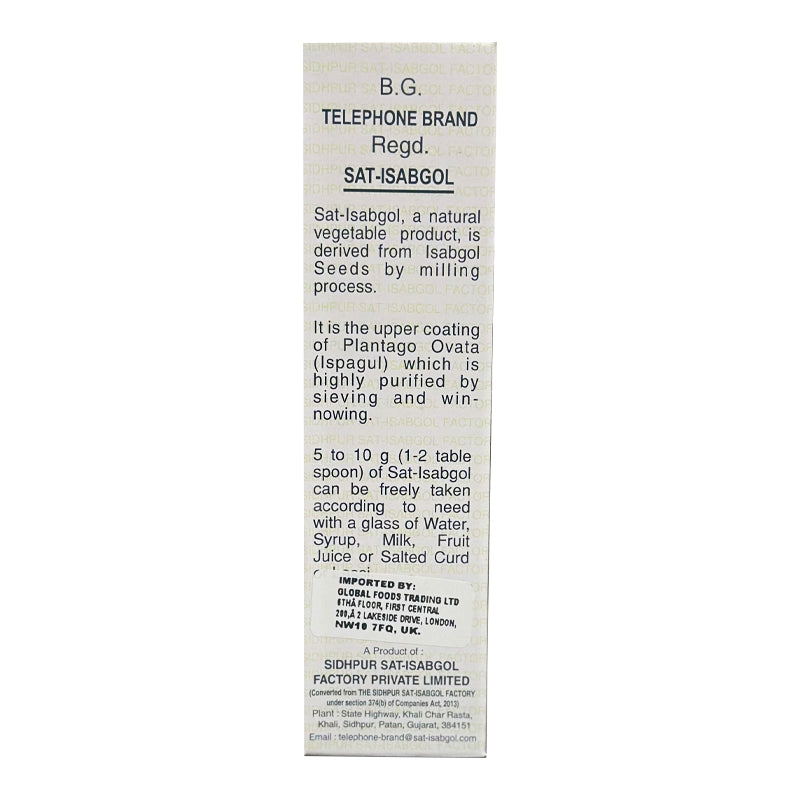 B.G.
TELEPHONE BRAND
Regd.
SAT-ISABGOL
Sat-Isabgol, a natural
vegetable product, is
derived from Isabgol
Seeds by milling
process.
It is the upper coating
of Plantago Ovata
(Ispagul) which is
highly purified by
sieving and win-
nowing.
5 to 10 g (1-2 table
spoon) of Sat-Isabgol
can be freely taken
according to need
with a glass of Water,
Syrup, Milk, Fruit
Juice or Salted Curd
IMPORTED BY:
GLOBAL FOODS TRADING LTD
6THÂ FLOOR, FIRST CENTRAL
200,Â 2 LAKESIDE DRIVE, LONDON,
NW10 7FQ, UK.
A Product of :
SIDHPUR SAT-ISABGOL
FACTORY PRIVATE LIMITED
(Converted from THE SIDHPUR SAT-ISABGOL FACTORY
under section 374(b) of Companies Act, 2013)
Plant : State Highway, Khali Char Rasta,
Khali, Sidhpur, Patan, Gujarat, 384151
Email : telephone-brand@sat-isabgol.com